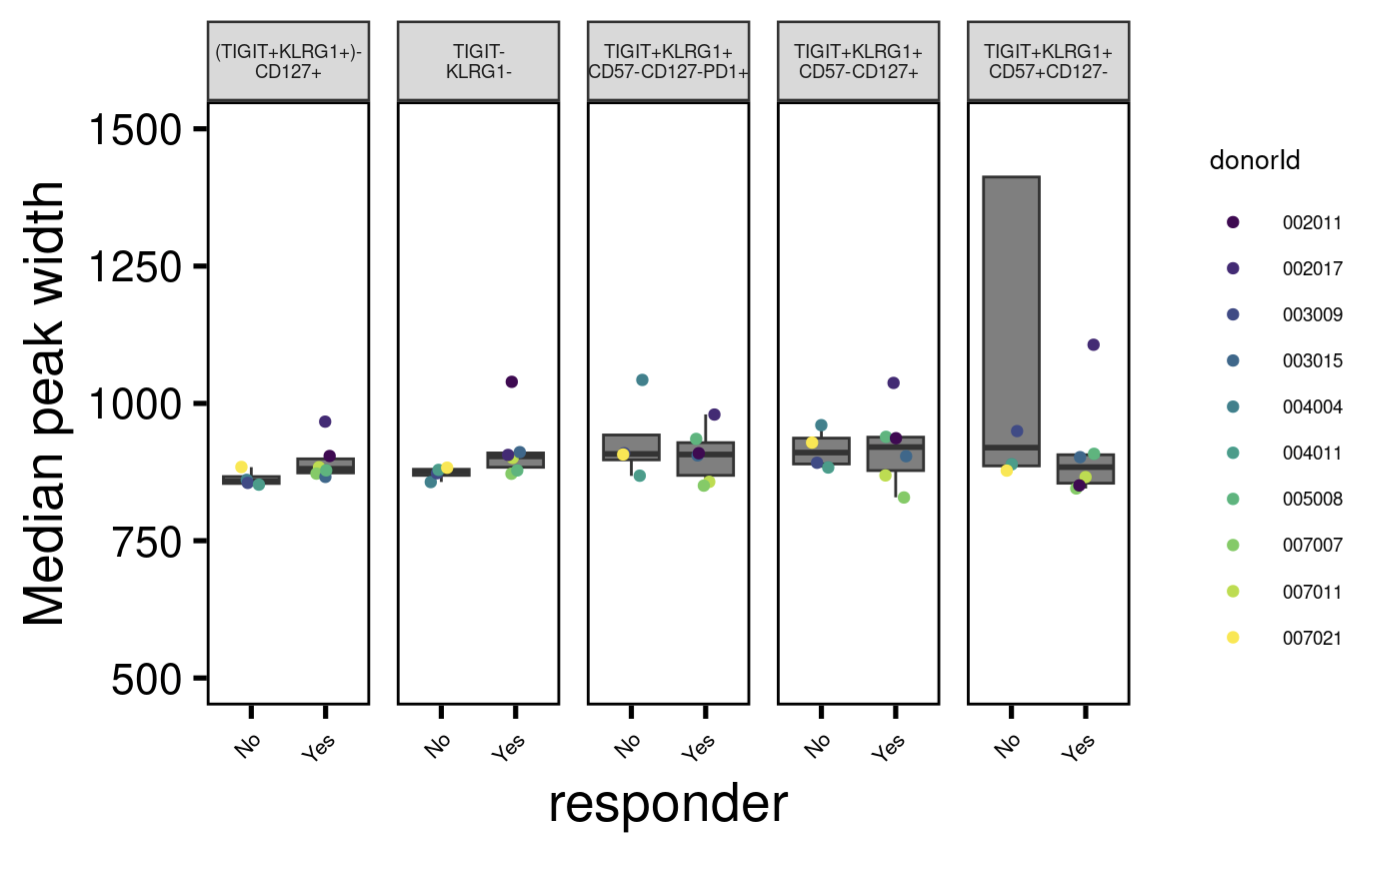 (TIGIT+KLRG1+)-
CD127+
TIGIT-
KLRG1-
TIGIT+KLRG1+
CD57-CD127-PD1+
TIGIT+KLRG1+
CD57-CD127+
TIGIT+KLRG1+
CD57+CD127-
Median peak width
1500
1250
1000
750
500
No
Yes
No
Yes
No
Yes
No
Yes
No
Yes
responder
donorId
002011
002017
003009
003015
004004
004011
005008
007007
007011
007021